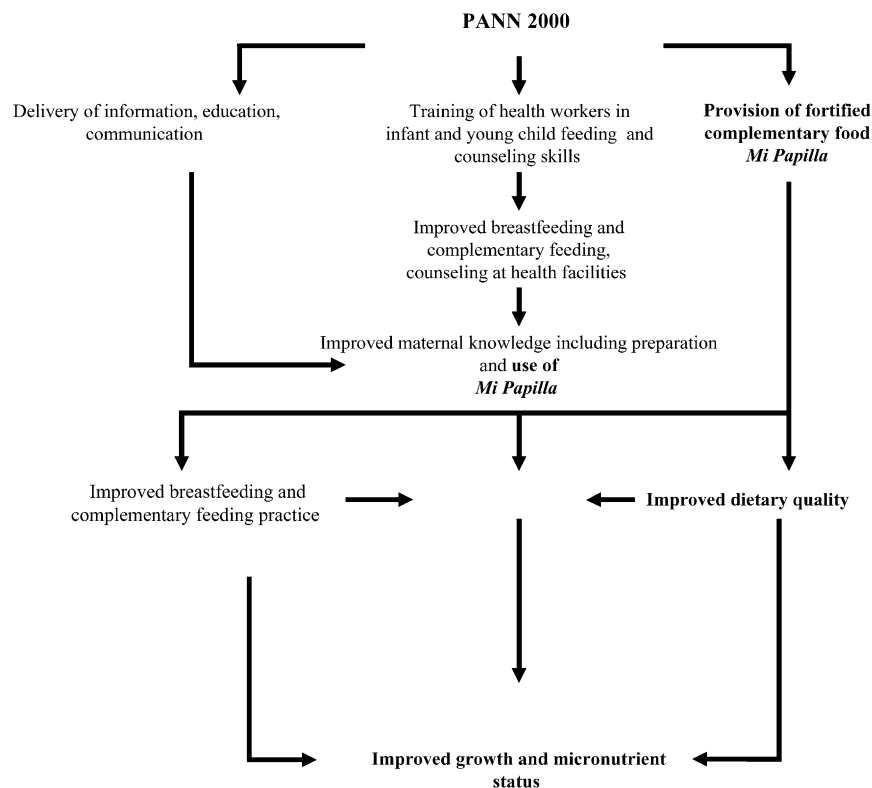 PANN 2000
Delivery of information, education,
communication
Training of health workers in
infant and young child feeding and
counseling skills
Provision of fortified
complementary food
Mi Papilla
Improved breastfeeding and
complementary feeding,
counseling at health facilities
Improved maternal knowledge including preparation
and use of
Mi Papilla
Improved breastfeeding and
complementary feeding practice
Improved dietary quality
Improved growth and micronutrient
status